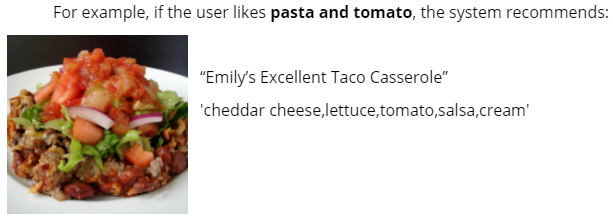 For example, if the user likes pasta and tomato, the system recommends:
“Emily’s Excellent Taco Casserole”
'cheddar cheese,lettuce,tomato,salsa,cream'